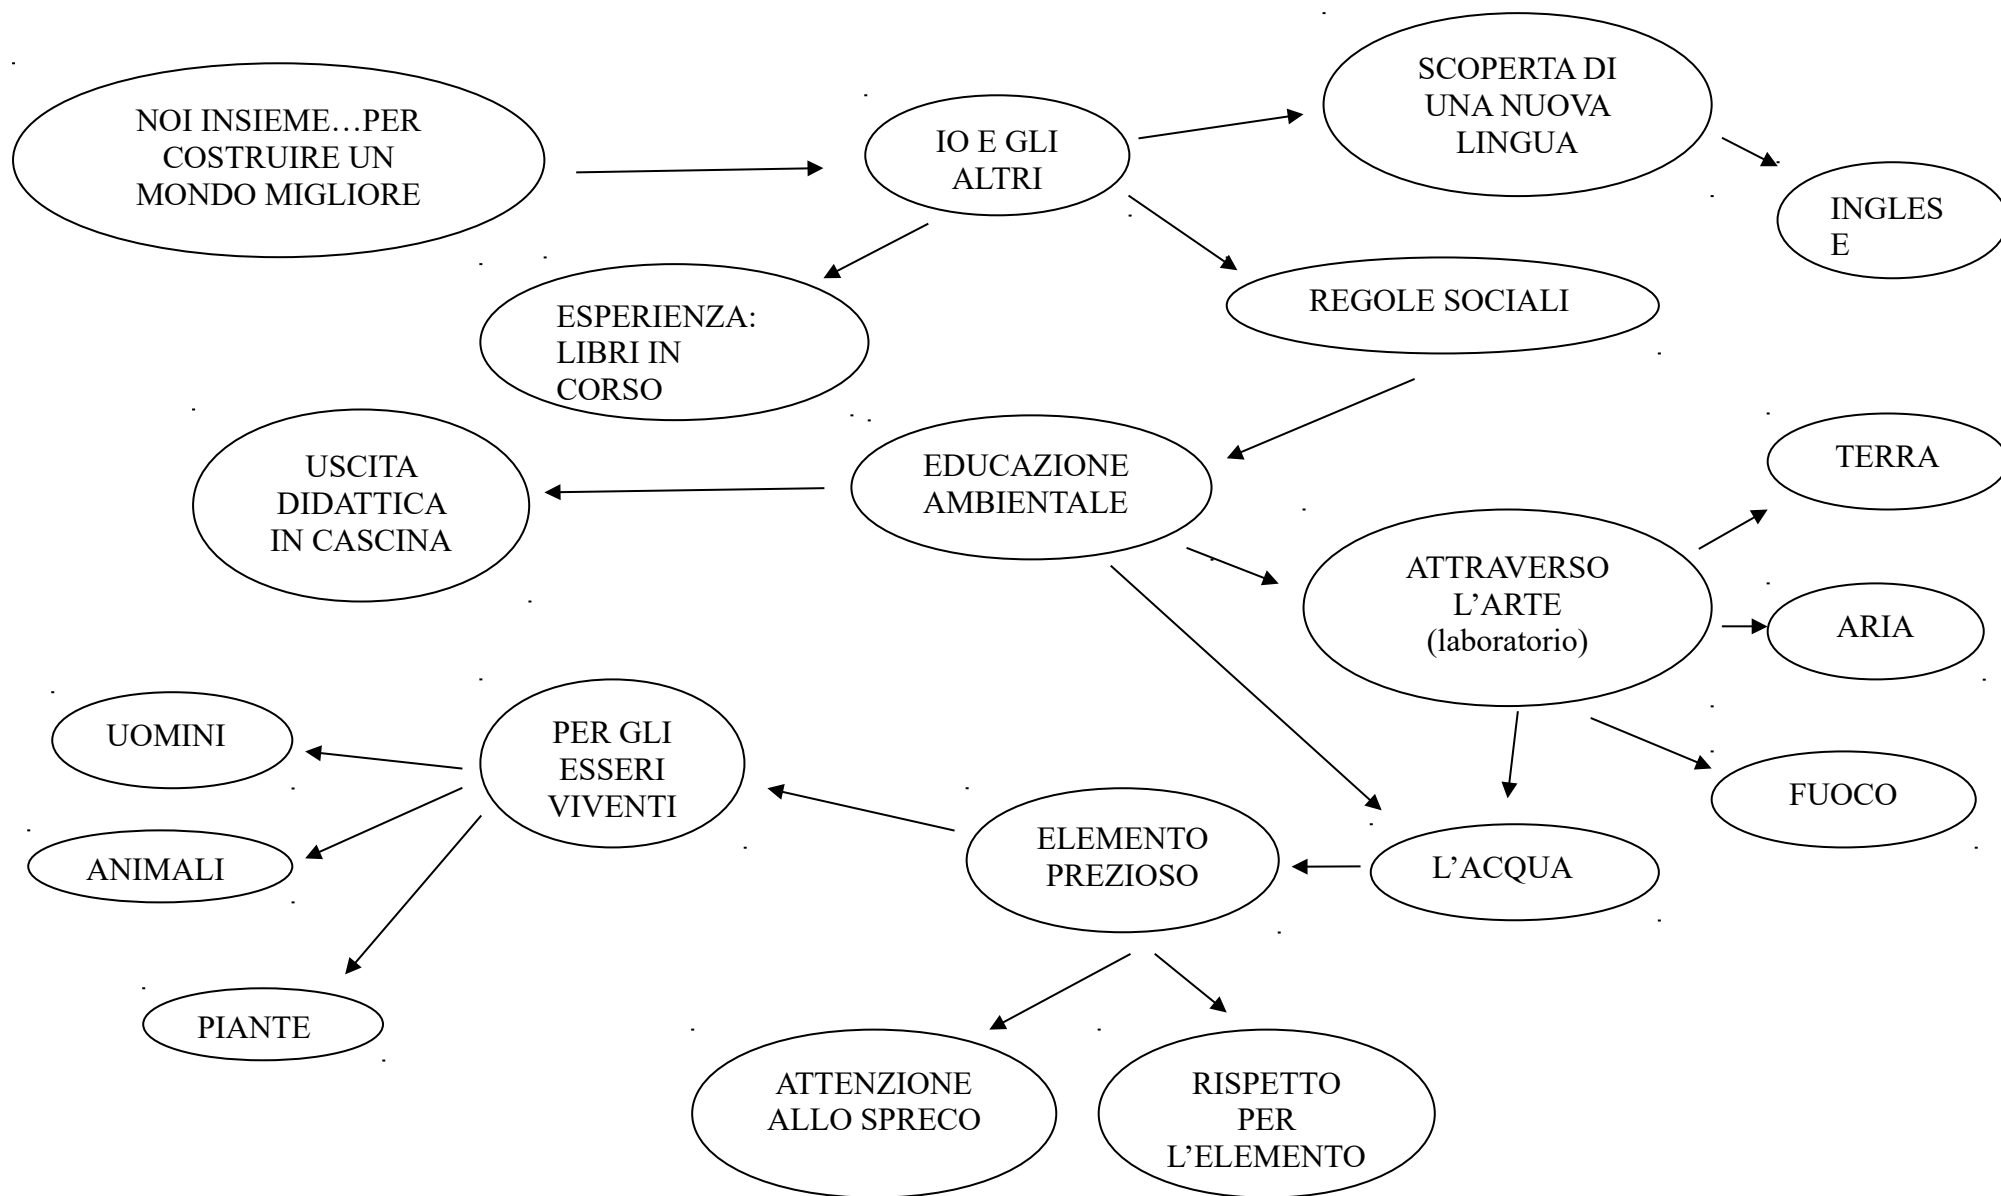 NOI INSIEME…PER
COSTRUIRE UN
MONDO MIGLIORE
IO E GLI
ALTRI
SCOPERTA DI
UNA NUOVA
LINGUA
INGLES
E
ESPERIENZA:
LIBRI IN
CORSO
REGOLE SOCIALI
USCITA
DIDATTICA
IN CASCINA
EDUCAZIONE
AMBIENTALE
TERRA
ATTRAVERSO
L’ARTE
(laboratorio)
ARIA
UOMINI
PER GLI
ESSERI
VIVENTI
FUOCO
ANIMALI
ELEMENTO
PREZIOSO
L’ACQUA
PIANTE
ATTENZIONE
ALLO SPRECO
RISPETTO
PER
L’ELEMENTO